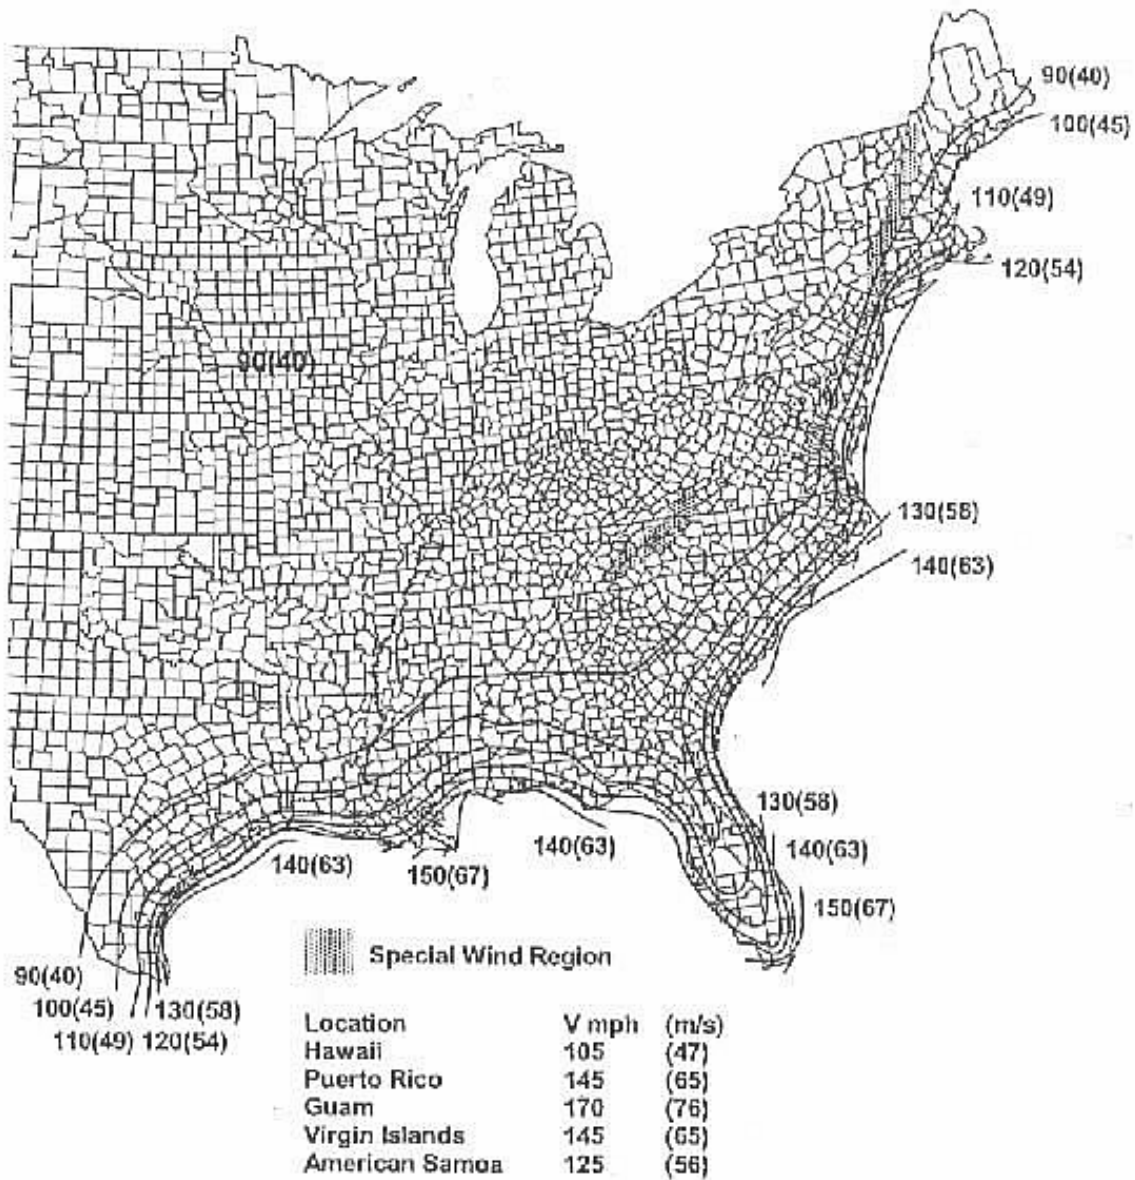 90(40)
100(45)
110(49)
120(54)
90(40)
130(58)
140(63)
130(58)
140(63)
140(63)
140(63)
150(67)
150(67)
Special Wind Region
90(40)
100(45)
130(58)
110(49)
120(54)
Location V mph (m/s)
Hawaii 105 (47)
Puerto Rico 145 (65)
Guam 170 (76)
Virgin Islands 145 (65)
American Samoa 125 (56)